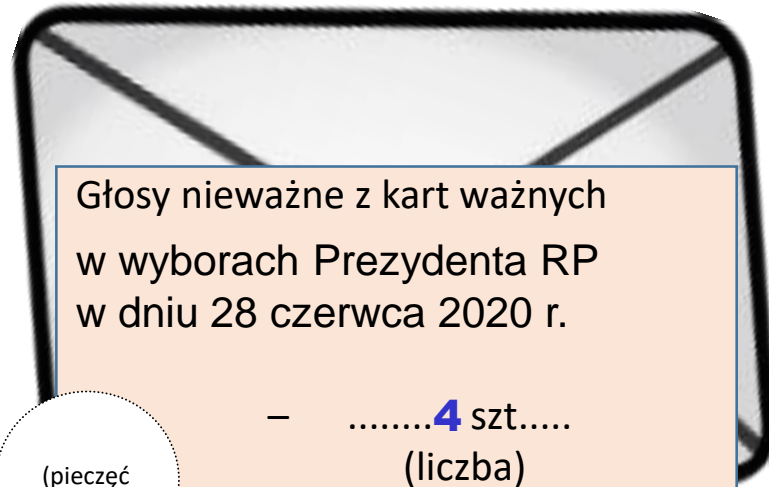 Głosy nieważne z kart ważnych
w wyborach Prezydenta RP
w dniu 28 czerwca 2020 r.
– ........4 szt.....
(liczba)
(pieczęć